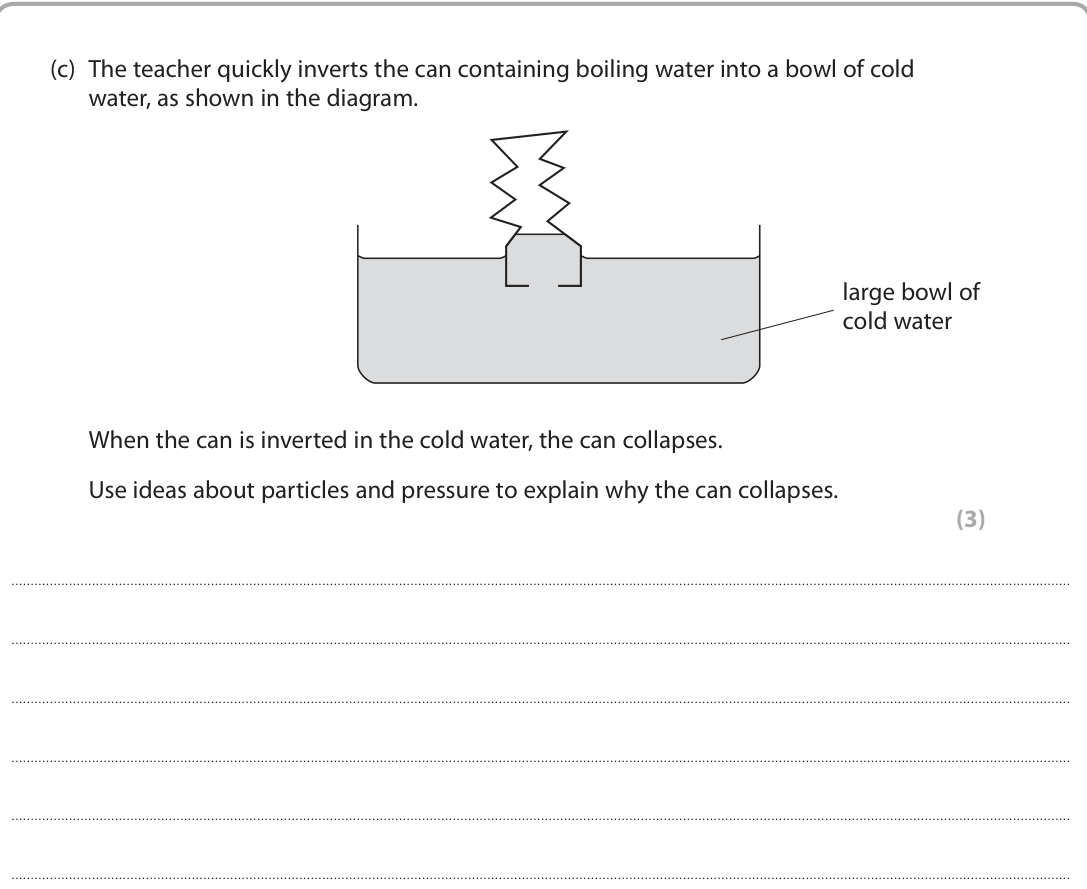 (c) The teacher quickly inverts the can containing boiling water into a bowl of cold
water, as shown in the diagram.
large bowl of
cold water
When the can is inverted in the cold water, the can collapses.
Use ideas about particles and pressure to explain why the can collapses.
(3)